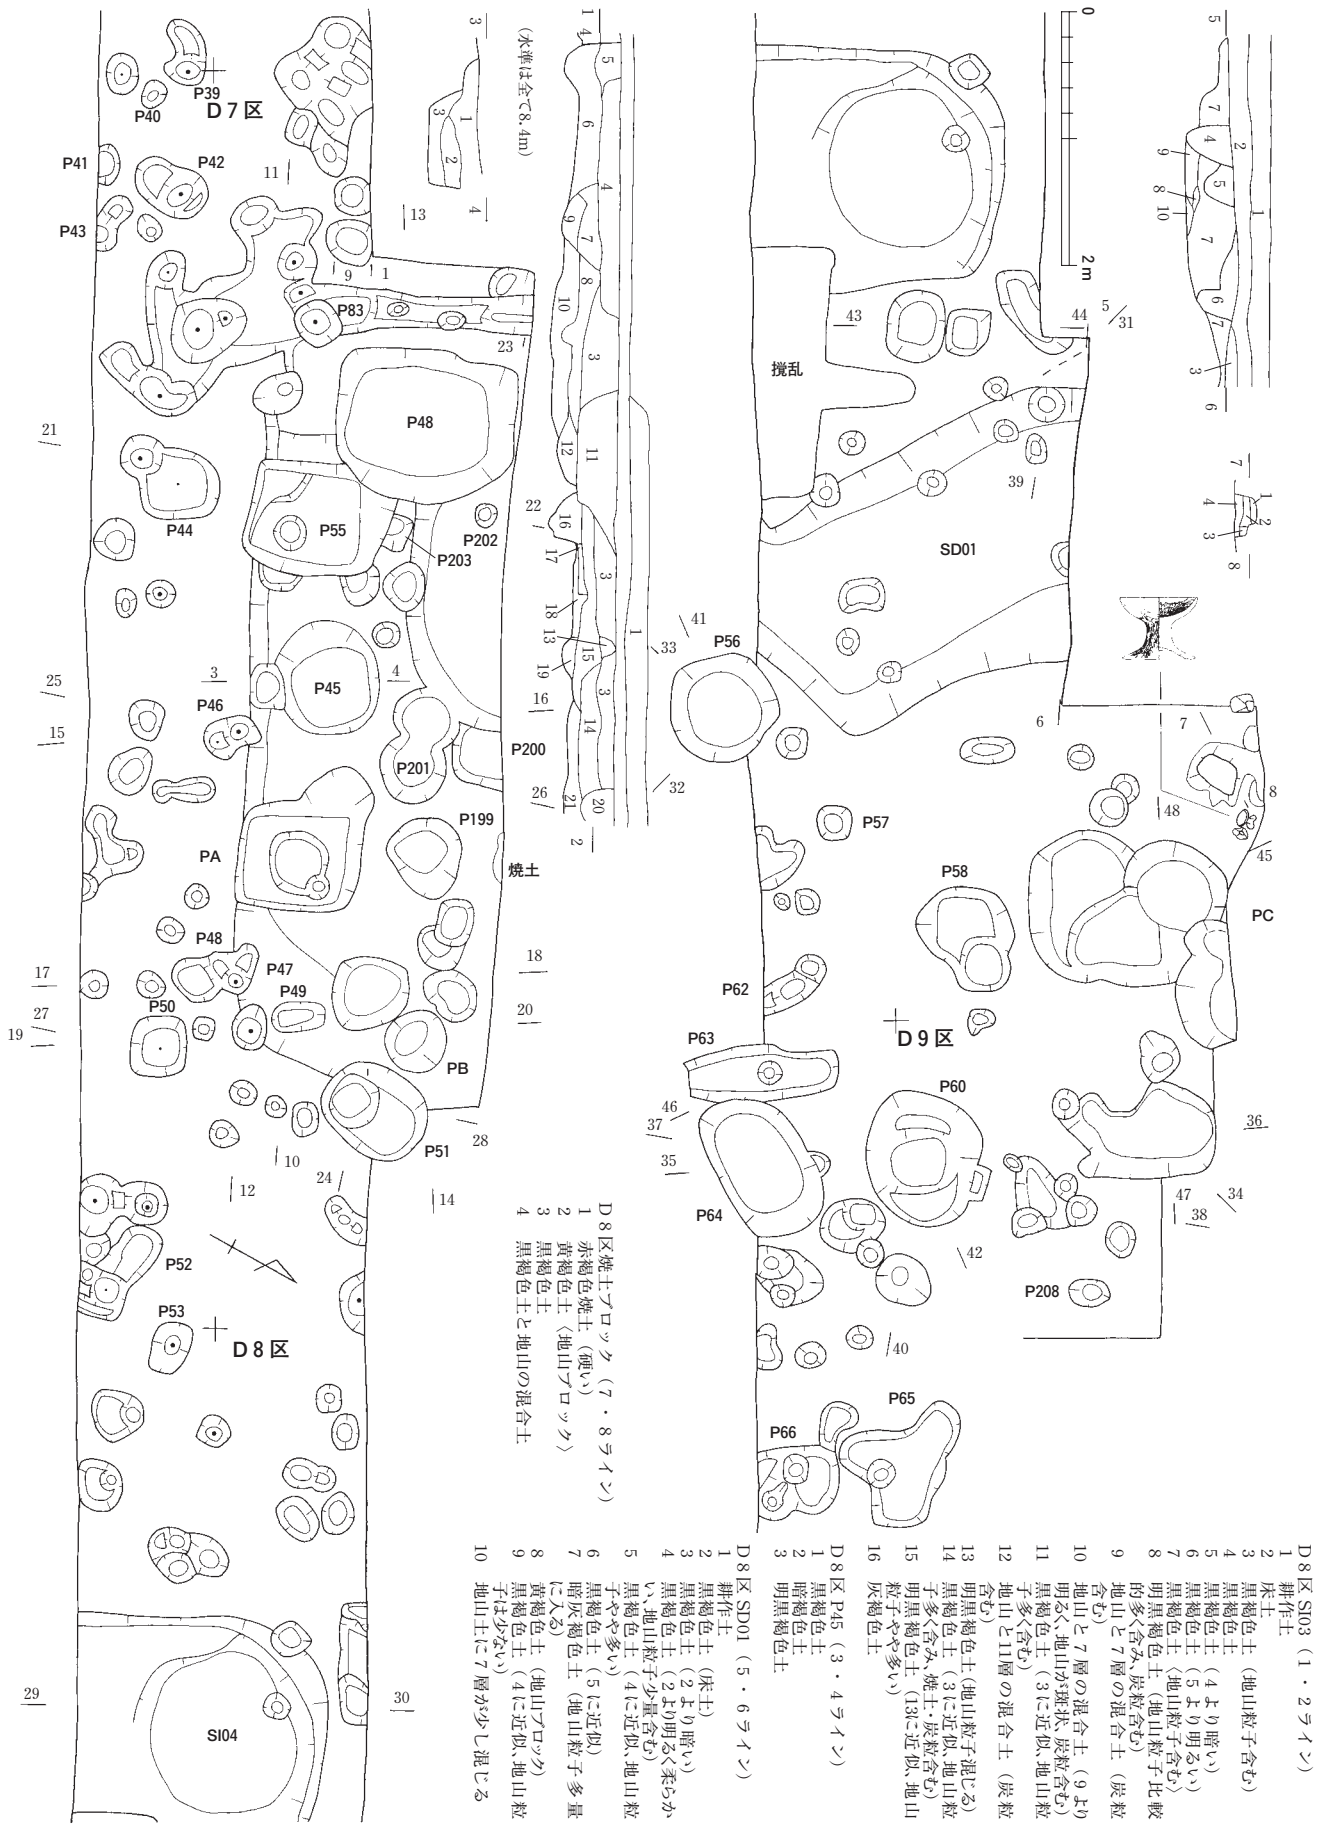 D7区
D8区
D9区
P39
P40
P41
P42
P43
P83
P48
P44
P55
P202
P203
P45
P46
P200
P201
P199
PA
焼土
P48
P47
P49
P50
PB
P51
P52
P53
SI04
撹乱
SD01
P56
P57
P58
PC
P62
P63
P60
P64
P208
P65
P66
0
2m
(水準は全て8.4m)
D8区 SI03(1・2ライン)
1 耕作土
2 床土
3 黒褐色土(地山粒子含む)
4 黒褐色土
5 黒褐色土(4より暗い)
6 黒褐色土(5より明るい)
7 黒褐色土〈地山粒子含む〉
8 明黒褐色土(地山粒子比較
的多く含み、炭粒含む)
9 地山と7層の混合土(炭粒
含む)
10 地山と7層の混合土(9より
明るく、地山が斑状、炭粒含む)
11 黒褐色土(3に近似、地山粒
子多く含む)
12 地山と11層の混合土(炭粒
含む)
13 明黒褐色土(地山粒子混じる)
14 黒褐色土(3に近似、地山粒
子多く含み、焼土・炭粒含む)
15 明黒褐色土(13に近似、地山
粒子やや多い)
16 灰褐色土
D8区 P45(3・4ライン)
1 黒褐色土
2 暗褐色土
3 明黒褐色土
D8区 SD01(5・6ライン)
1 耕作土
2 黒褐色土(床土)
3 黒褐色土(2より暗い)
4 黒褐色土(2より明るく柔らか
い、地山粒子少量含む)
5 黒褐色土(4に近似、地山粒
子やや多い)
6 黒褐色土(5に近似)
7 暗灰褐色土(地山粒子多量
に入る)
8 黄褐色土(地山ブロック)
9 黒褐色土(4に近似、地山粒
子は少ない)
10 地山土に7層が少し混じる
D8区焼土ブロック(7・8ライン)
1 赤褐色焼土(硬い)
2 黄褐色土〈地山ブロック〉
3 黒褐色土
4 黒褐色土と地山の混合土